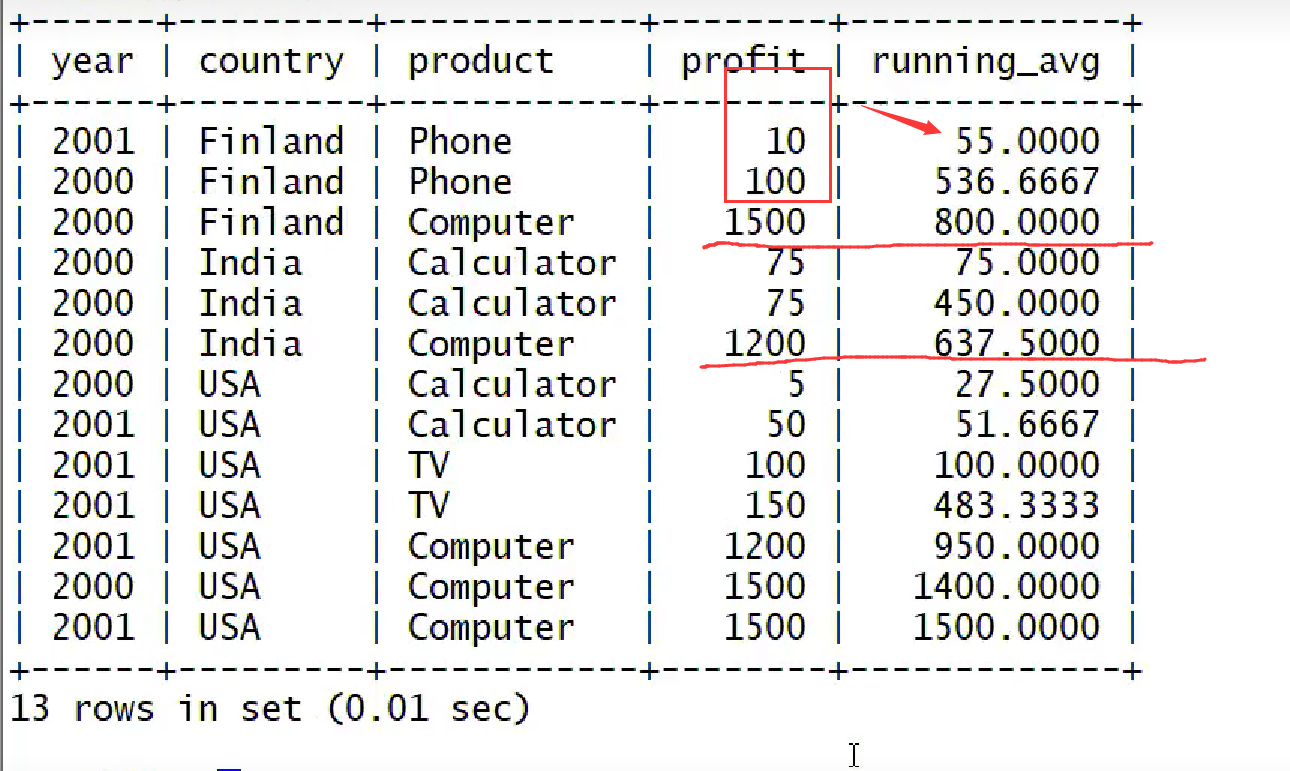 +------+---------+------------+--------+-------------+
| year | country | product    | profit | running_avg |
+------+---------+------------+--------+-------------+
| 2001 | Finland | Phone      |     10 |     55.0000 |
| 2000 | Finland | Phone      |    100 |    536.6667 |
| 2000 | Finland | Computer   |   1500 |    800.0000 |
| 2000 | India   | Calculator |     75 |     75.0000 |
| 2000 | India   | Calculator |     75 |    450.0000 |
| 2000 | India   | Computer   |   1200 |    637.5000 |
| 2000 | USA     | Calculator |      5 |     27.5000 |
| 2001 | USA     | Calculator |     50 |     51.6667 |
| 2001 | USA     | TV         |    100 |    100.0000 |
| 2001 | USA     | TV         |    150 |    483.3333 |
| 2001 | USA     | Computer   |   1200 |    950.0000 |
| 2000 | USA     | Computer   |   1500 |   1400.0000 |
| 2001 | USA     | Computer   |   1500 |   1500.0000 |
+------+---------+------------+--------+-------------+
13 rows in set (0.01 sec)